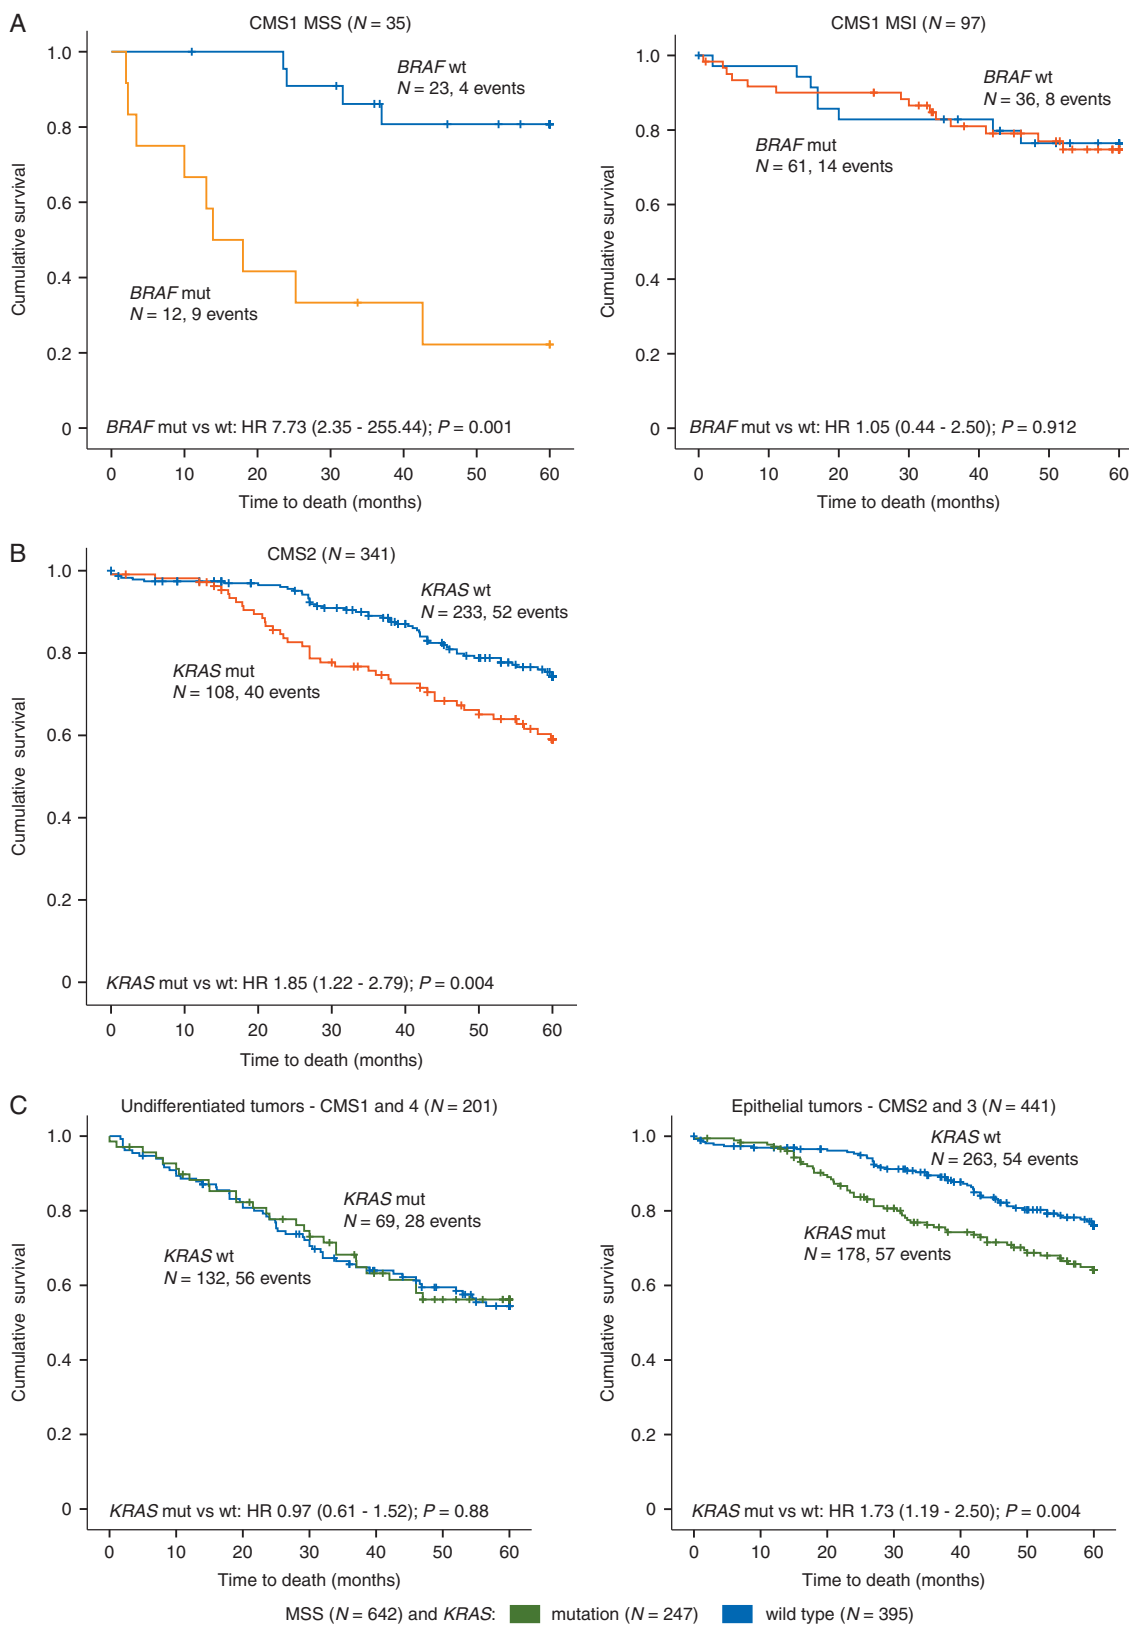 A
CMS1 MSS (N = 35)
Cumulative survival
1.0
0.8
0.6
0.4
0.2
0
BRAF wt
N = 23, 4 events
BRAF mut
N = 12, 9 events
BRAF mut vs wt: HR 7.73 (2.35 - 255.44); P = 0.001
0 10 20 30 40 50 60
Time to death (months)
CMS1 MSI (N = 97)
Cumulative survival
1.0
0.8
0.6
0.4
0.2
0
BRAF wt
N = 36, 8 events
BRAF mut
N = 61, 14 events
BRAF mut vs wt: HR 1.05 (0.44 - 2.50); P = 0.912
0 10 20 30 40 50 60
Time to death (months)
B
CMS2 (N = 341)
Cumulative survival
1.0
0.8
0.6
0.4
0.2
0
KRAS wt
N = 233, 52 events
KRAS mut
N = 108, 40 events
KRAS mut vs wt: HR 1.85 (1.22 - 2.79); P = 0.004
0 10 20 30 40 50 60
Time to death (months)
C
Undifferentiated tumors - CMS1 and 4 (N = 201)
Cumulative survival
1.0
0.8
0.6
0.4
0.2
0
KRAS mut
N = 69, 28 events
KRAS wt
N = 132, 56 events
KRAS mut vs wt: HR 0.97 (0.61 - 1.52); P = 0.88
0 10 20 30 40 50 60
Time to death (months)
Epithelial tumors - CMS2 and 3 (N = 441)
Cumulative survival
1.0
0.8
0.6
0.4
0.2
0
KRAS wt
N = 263, 54 events
KRAS mut
N = 178, 57 events
KRAS mut vs wt: HR 1.73 (1.19 - 2.50); P = 0.004
0 10 20 30 40 50 60
Time to death (months)
MSS (N = 642) and KRAS: mutation (N = 247) wild type (N = 395)